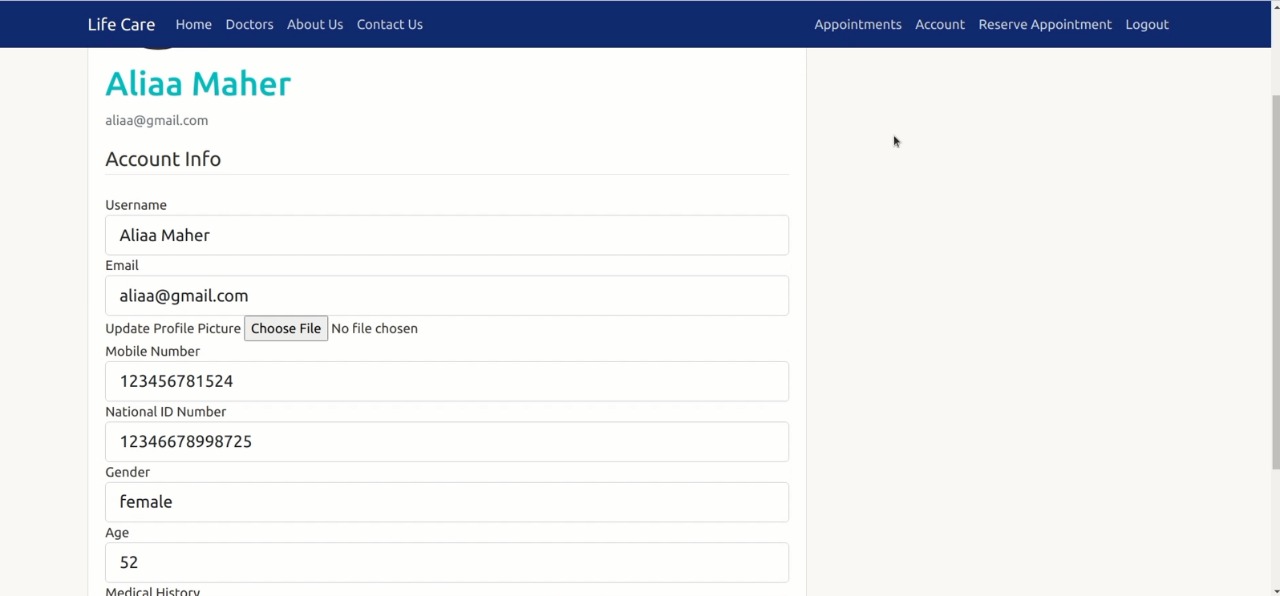 Life Care Home Doctors About Us Contact Us Appointments Account Reserve Appointment Logout
Aliaa Maher
aliaa@gmail.com
Account Info
Username
Aliaa Maher
Email
aliaa@gmail.com
Update Profile Picture Choose File No file chosen
Mobile Number
123456781524
National ID Number
12346678998725
Gender
female
Age
52
Medical History